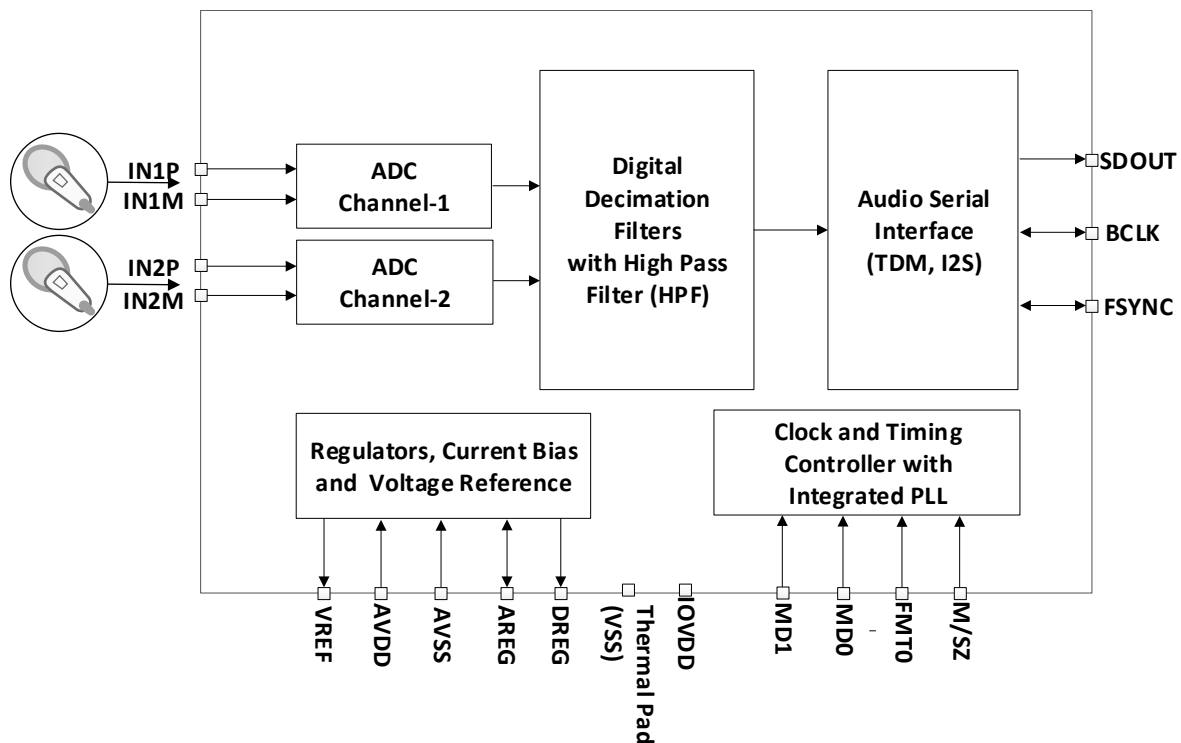 IN1P
IN1M
IN2P
IN2M
ADC
Channel-1
ADC
Channel-2
Digital
Decimation
Filters
with High Pass
Filter (HPF)
Audio Serial
Interface
(TDM, I2S)
SDOUT
BCLK
FSYNC
Regulators, Current Bias
and Voltage Reference
Clock and Timing
Controller with
Integrated PLL
VREF
AVDD
AVSS
AREG
DREG
Thermal Pad
(VSS)
IOVDD
MD1
MD0
FMT0
M/SZ